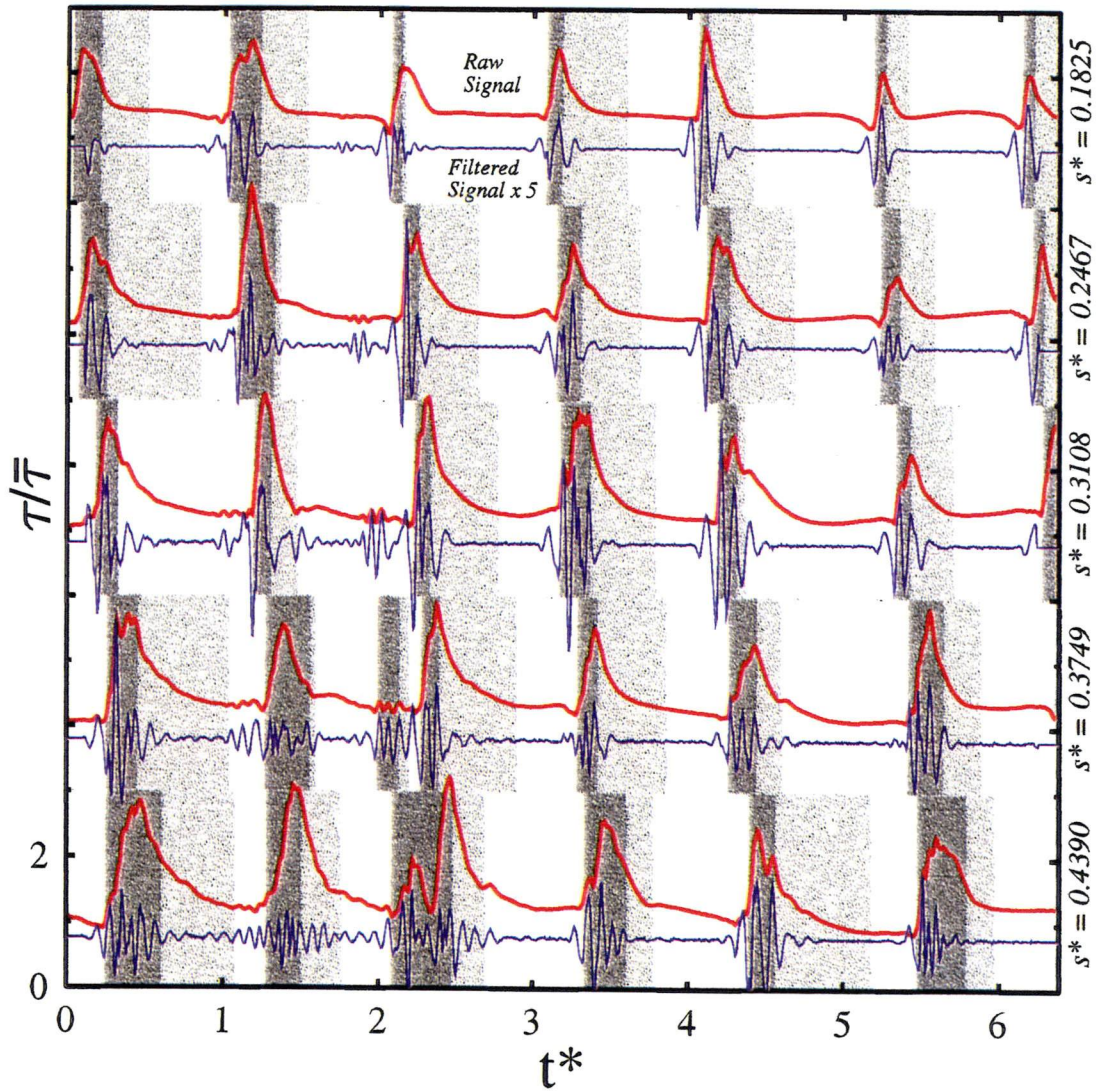 Raw
Signal
Filtered
Signal x 5
s* = 0.1825
s* = 0.2467
s* = 0.3108
s* = 0.3749
s* = 0.4390
τ/τ̄
2
0
0 1 2 3 4 5 6
t*